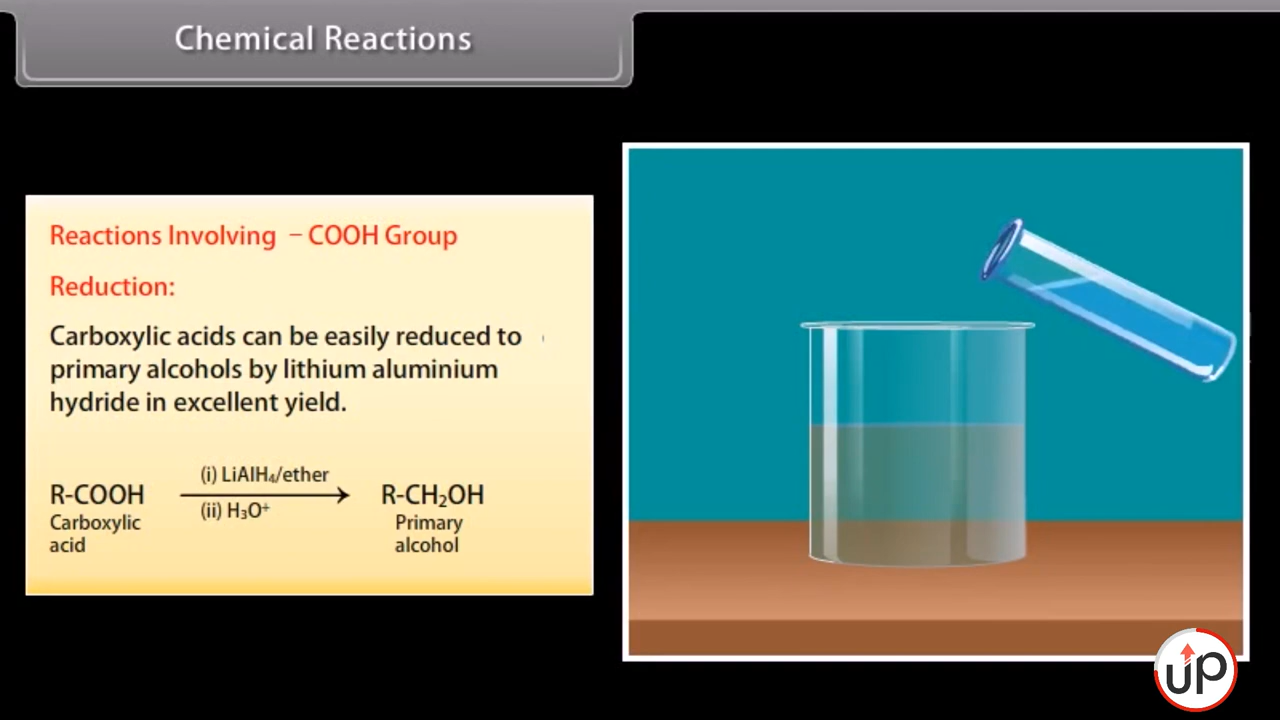 Chemical Reactions
Reactions Involving – COOH Group
Reduction:
Carboxylic acids can be easily reduced to
primary alcohols by lithium aluminium
hydride in excellent yield.
(i) LiAlH₄/ether
R-COOH R-CH₂OH
(ii) H₃O⁺
Carboxylic Primary
acid alcohol
up